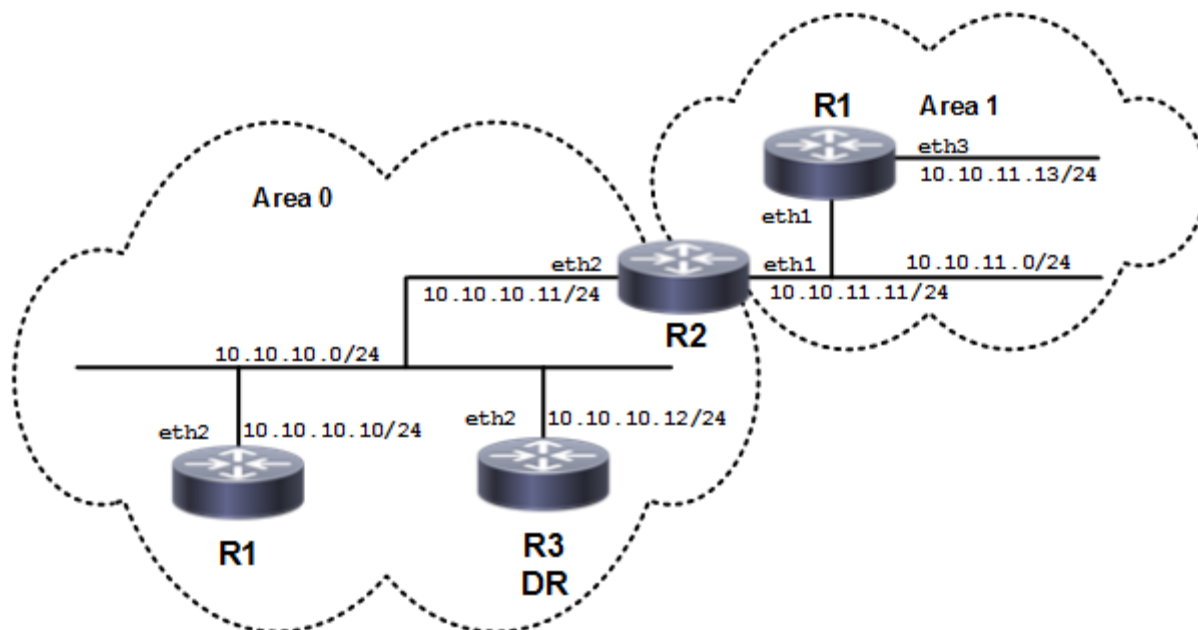 R1
Area 1
eth3
10.10.11.13/24
Area 0
eth1
eth2
eth1
10.10.11.0/24
10.10.10.11/24
10.10.11.11/24
R2
10.10.10.0/24
eth2
10.10.10.10/24
eth2
10.10.10.12/24
R1
R3
DR